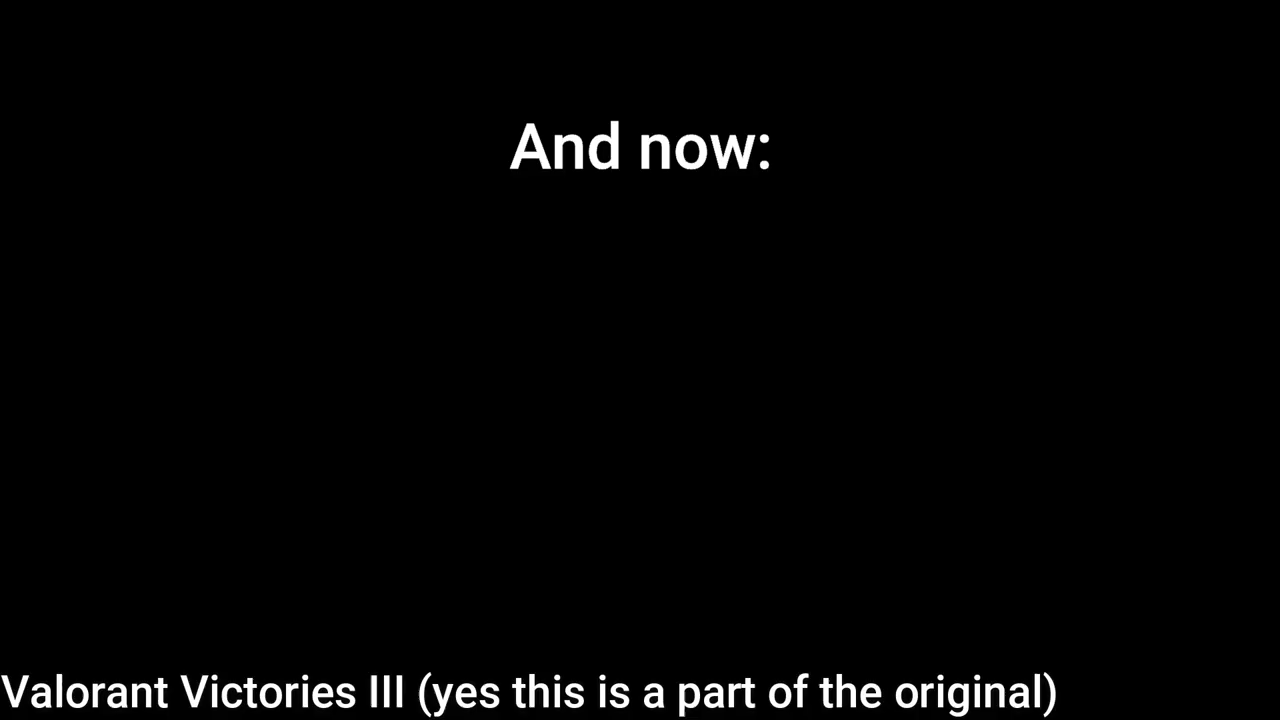 And now:
Valorant Victories III (yes this is a part of the original)